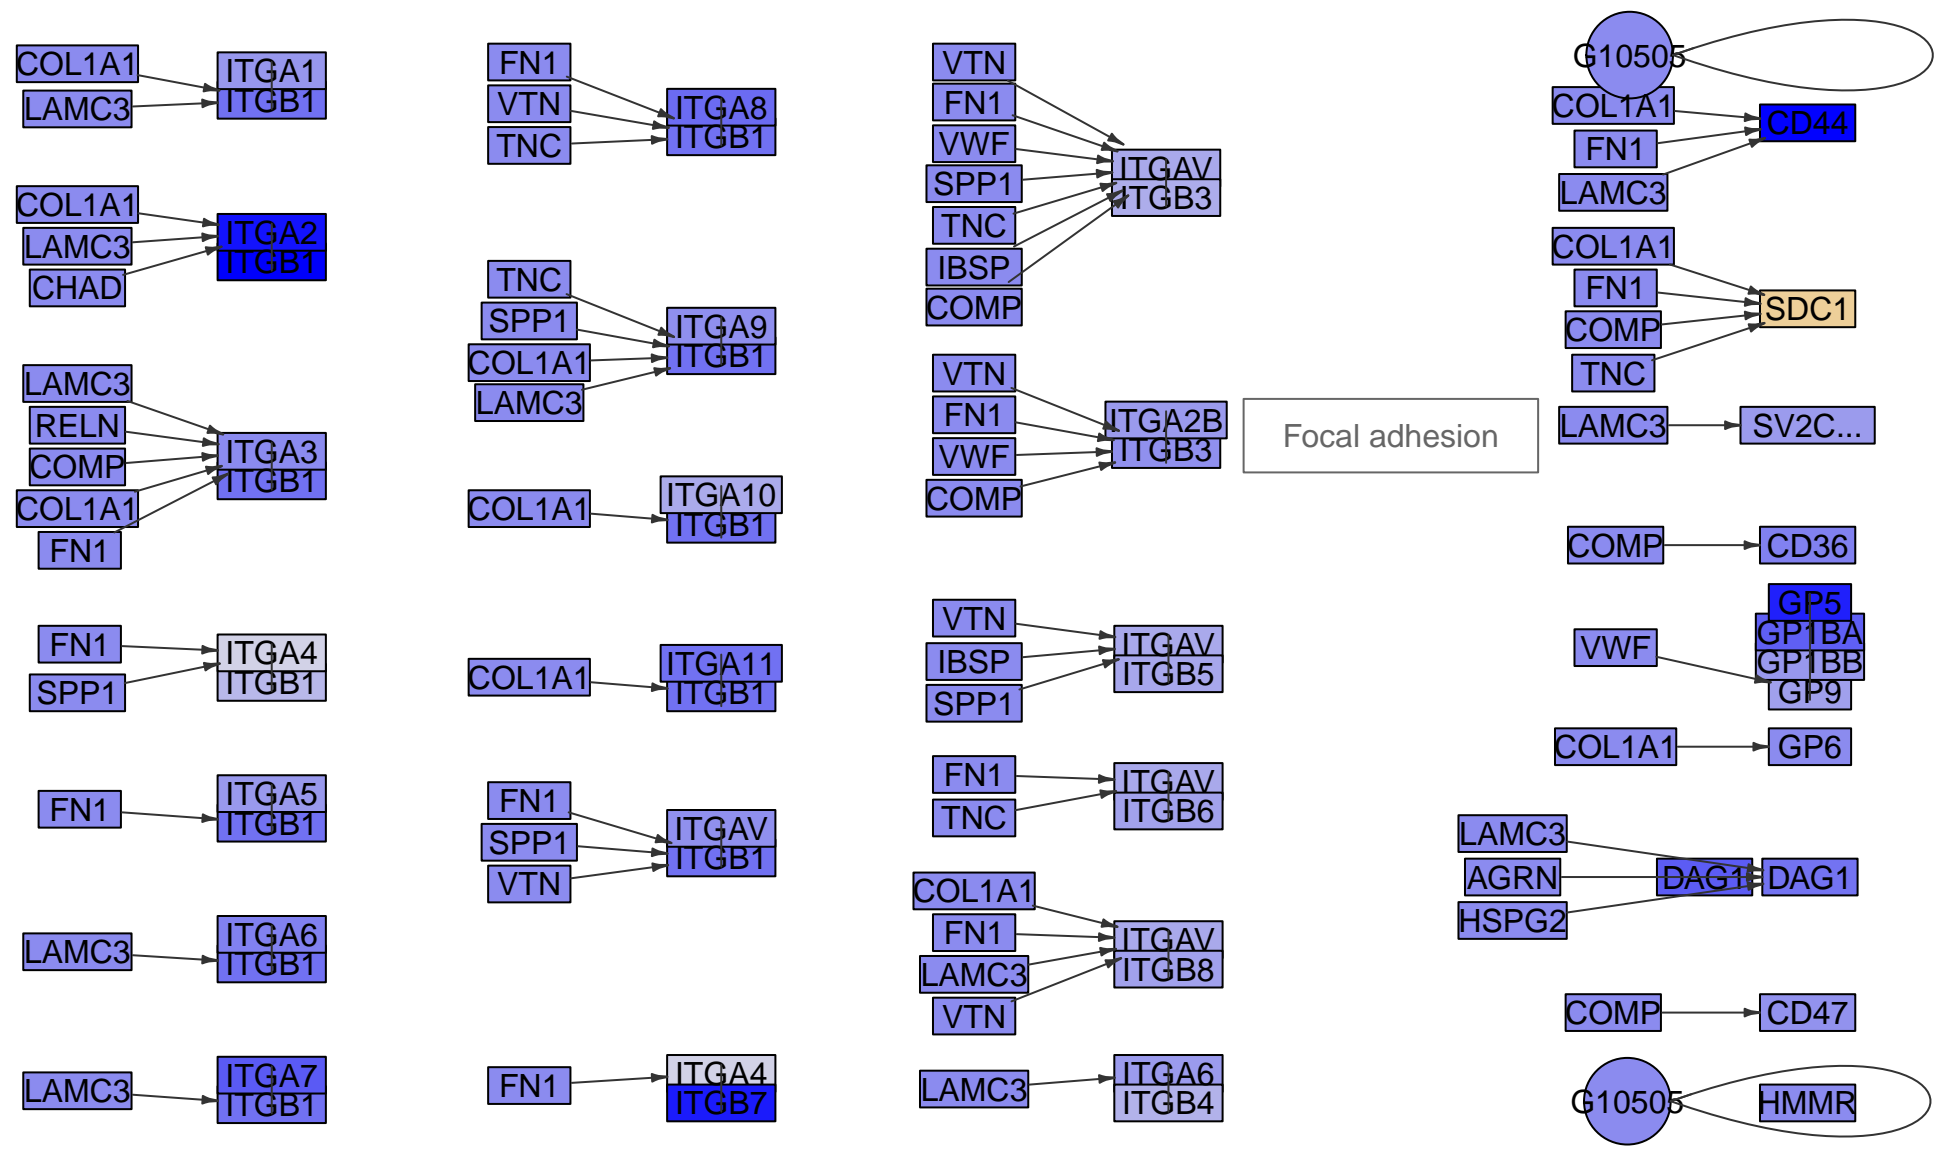 COL1A1
LAMC3
ITGA1
ITGB1
COL1A1
LAMC3
CHAD
ITGA2
ITGB1
LAMC3
RELN
COMP
COL1A1
FN1
ITGA3
ITGB1
FN1
SPP1
ITGA4
ITGB1
FN1
ITGA5
ITGB1
LAMC3
ITGA6
ITGB1
LAMC3
ITGA7
ITGB1
FN1
VTN
TNC
ITGA8
ITGB1
TNC
SPP1
COL1A1
LAMC3
ITGA9
ITGB1
COL1A1
ITGA10
ITGB1
COL1A1
ITGA11
ITGB1
FN1
SPP1
VTN
ITGAV
ITGB1
FN1
ITGA4
ITGB7
VTN
FN1
VWF
SPP1
TNC
IBSP
COMP
ITGAV
ITGB3
VTN
FN1
VWF
COMP
ITGA2B
ITGB3
Focal adhesion
VTN
IBSP
SPP1
ITGAV
ITGB5
FN1
TNC
ITGAV
ITGB6
COL1A1
FN1
LAMC3
VTN
ITGAV
ITGB8
LAMC3
ITGA6
ITGB4
G10505
COL1A1
FN1
LAMC3
CD44
COL1A1
FN1
COMP
TNC
SDC1
LAMC3
SV2C...
COMP
CD36
VWF
GP5
GP1BA
GP1BB
GP9
COL1A1
GP6
LAMC3
AGRN
HSPG2
DAG1
DAG1
COMP
CD47
G10505
HMMR